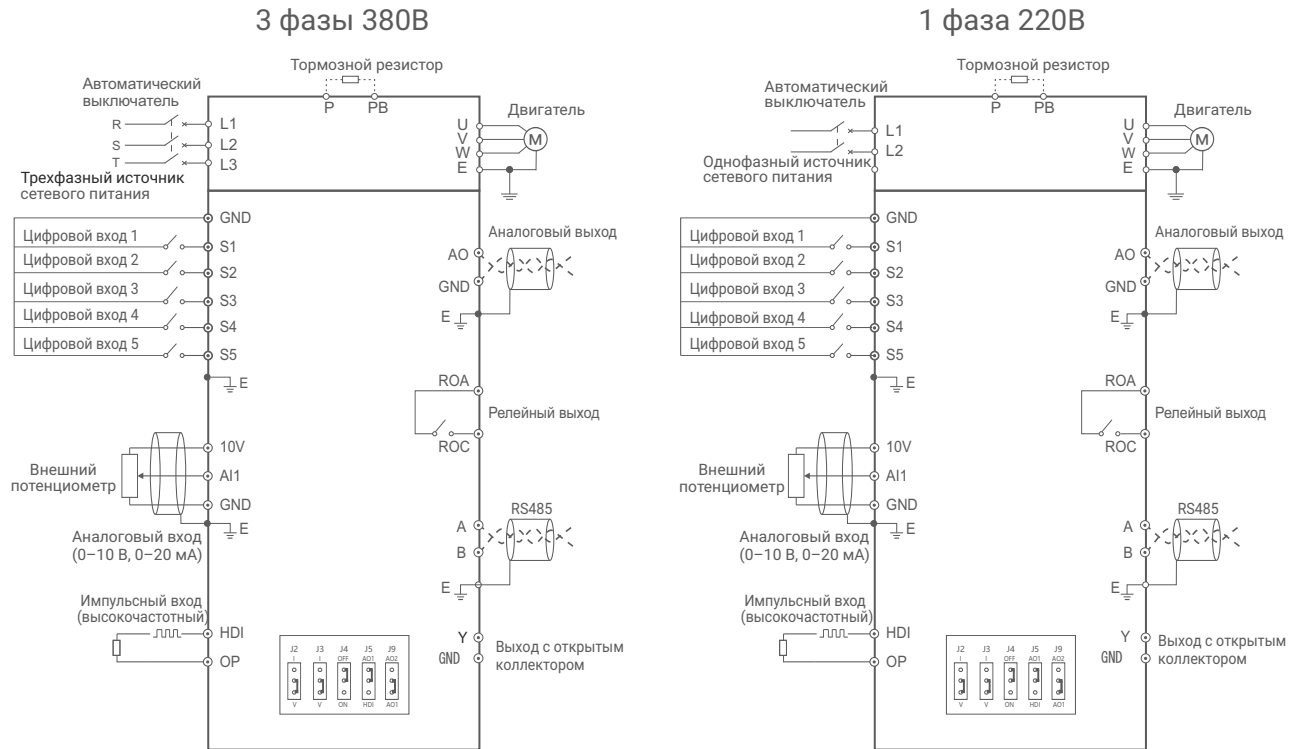 3 фазы 380В
Тормозной резистор
Автоматический
выключатель
P PB
Двигатель
R L1
S L2
T L3
U
V
W
E
M
Трехфазный источник
сетевого питания
GND
Цифровой вход 1
S1
Цифровой вход 2
S2
Цифровой вход 3
S3
Цифровой вход 4
S4
Цифровой вход 5
S5
E
Аналоговый выход
AO
GND
E
ROA
Релейный выход
ROC
10V
Внешний
потенциометр
AI1
GND
E
Аналоговый вход
(0–10 В, 0–20 мА)
RS485
A
B
E
Импульсный вход
(высокочастотный)
HDI
OP
Y
GND
Выход с открытым
коллектором
J2 J3 J4 J5 J9
I I OFF AO1 AO2
V V ON HDI AO1
1 фаза 220В
Тормозной резистор
Автоматический
выключатель
P PB
Двигатель
L1
L2
U
V
W
E
M
Однофазный источник
сетевого питания
GND
Цифровой вход 1
S1
Цифровой вход 2
S2
Цифровой вход 3
S3
Цифровой вход 4
S4
Цифровой вход 5
S5
E
Аналоговый выход
AO
GND
E
ROA
Релейный выход
ROC
10V
Внешний
потенциометр
AI1
GND
E
Аналоговый вход
(0–10 В, 0–20 мА)
RS485
A
B
E
Импульсный вход
(высокочастотный)
HDI
OP
Y
GND
Выход с открытым
коллектором
J2 J3 J4 J5 J9
I I OFF AO1 AO2
V V ON HDI AO1